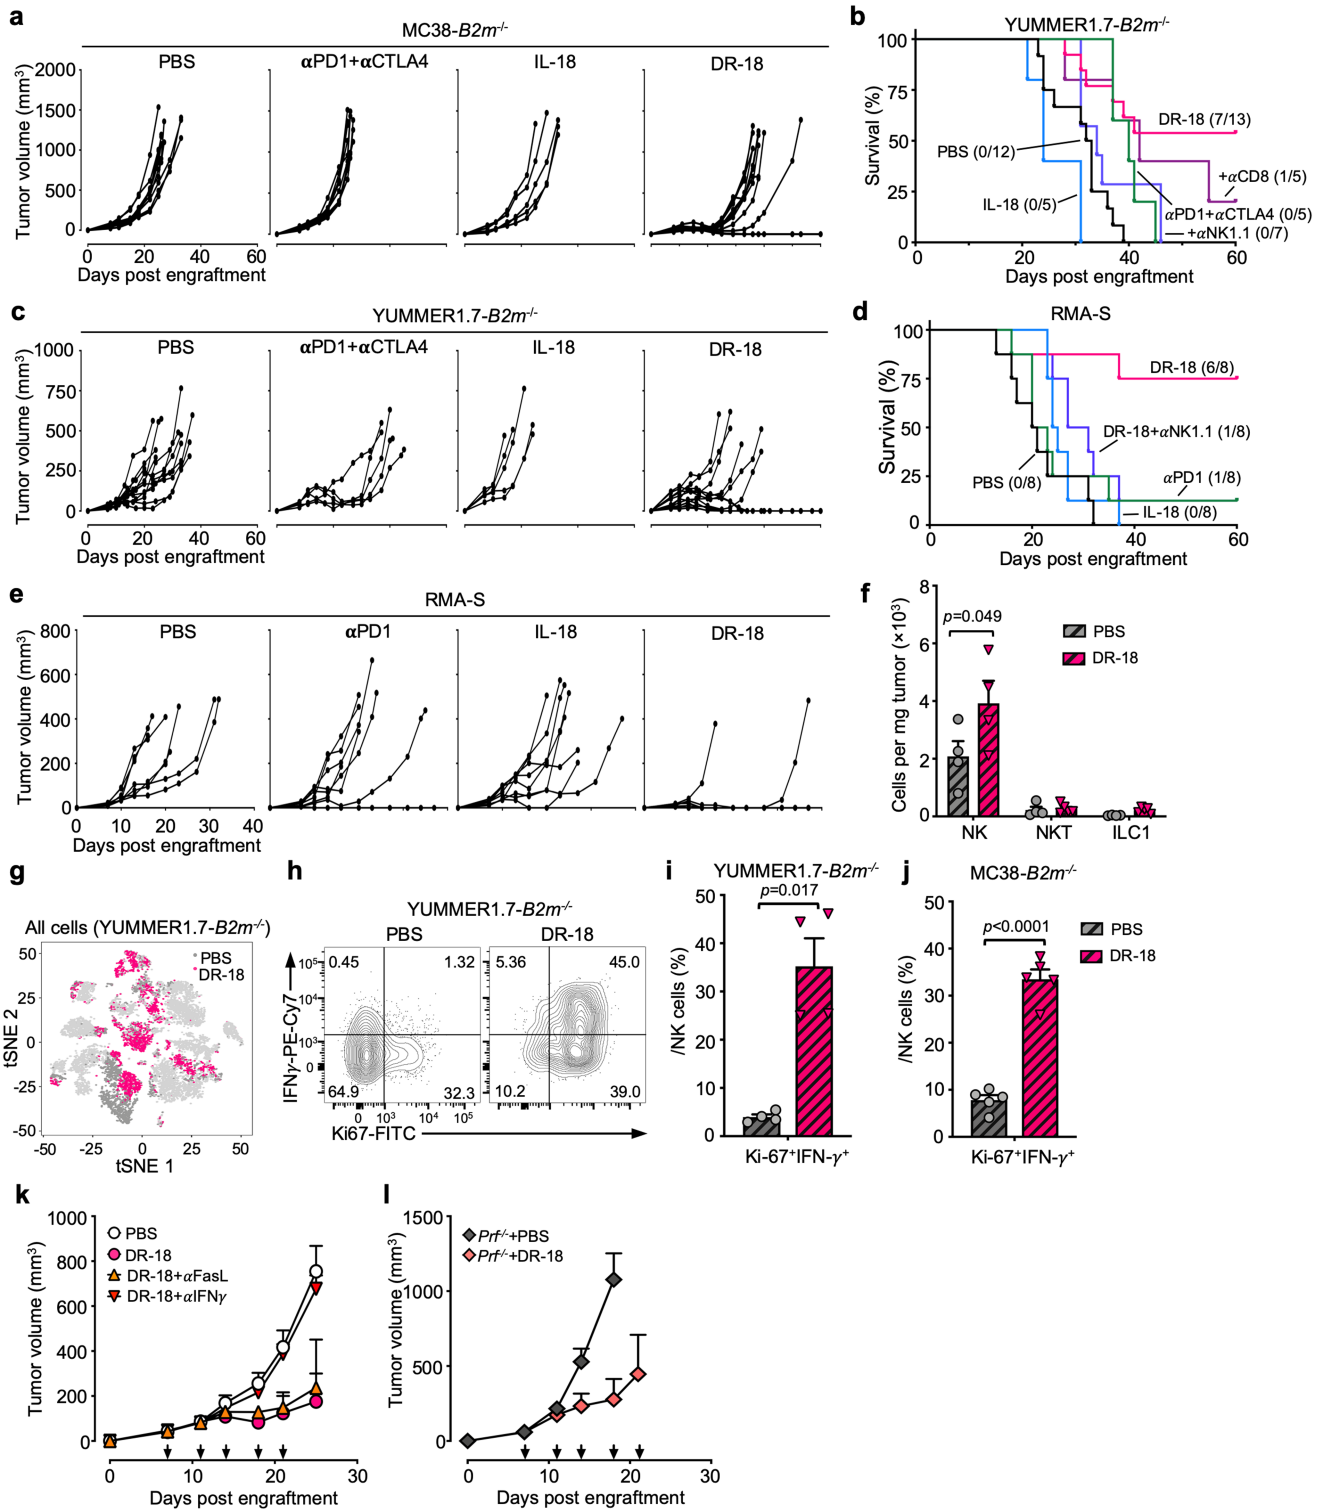 a
MC38-B2m-/-
PBS
αPD1+αCTLA4
IL-18
DR-18
Tumor volume (mm3)
2000
1500
1000
500
0
0 20 40 60
Days post engraftment
b
YUMMER1.7-B2m-/-
Survival (%)
100
75
50
25
0
DR-18 (7/13)
PBS (0/12)
+αCD8 (1/5)
IL-18 (0/5)
αPD1+αCTLA4 (0/5)
+αNK1.1 (0/7)
0 20 40 60
Days post engraftment
c
YUMMER1.7-B2m-/-
PBS
αPD1+αCTLA4
IL-18
DR-18
Tumor volume (mm3)
1000
750
500
250
0
0 20 40 60
Days post engraftment
d
RMA-S
Survival (%)
100
75
50
25
0
DR-18 (6/8)
DR-18+αNK1.1 (1/8)
PBS (0/8)
αPD1 (1/8)
IL-18 (0/8)
0 20 40 60
Days post engraftment
e
RMA-S
PBS
αPD1
IL-18
DR-18
Tumor volume (mm3)
800
600
400
200
0
0 10 20 30 40
Days post engraftment
f
Cells per mg tumor (×103)
8
6
4
2
0
p=0.049
PBS
DR-18
NK NKT ILC1
g
All cells (YUMMER1.7-B2m-/-)
PBS
DR-18
tSNE 2
50
25
0
-25
-50
-50 -25 0 25 50
tSNE 1
h
YUMMER1.7-B2m-/-
PBS
DR-18
IFNγ-PE-Cy7
105
104
103
0
0.45 1.32
64.9 32.3
5.36 45.0
10.2 39.0
0 103 104 105
Ki67-FITC
i
YUMMER1.7-B2m-/-
/NK cells (%)
50
40
30
20
10
0
p=0.017
Ki-67+IFN-γ+
j
MC38-B2m-/-
/NK cells (%)
50
40
30
20
10
0
p<0.0001
PBS
DR-18
Ki-67+IFN-γ+
k
Tumor volume (mm3)
1000
800
600
400
200
0
PBS
DR-18
DR-18+αFasL
DR-18+αIFNγ
0 10 20 30
Days post engraftment
l
Tumor volume (mm3)
1500
1000
500
0
Prf-/-+PBS
Prf-/-+DR-18
0 10 20 30
Days post engraftment